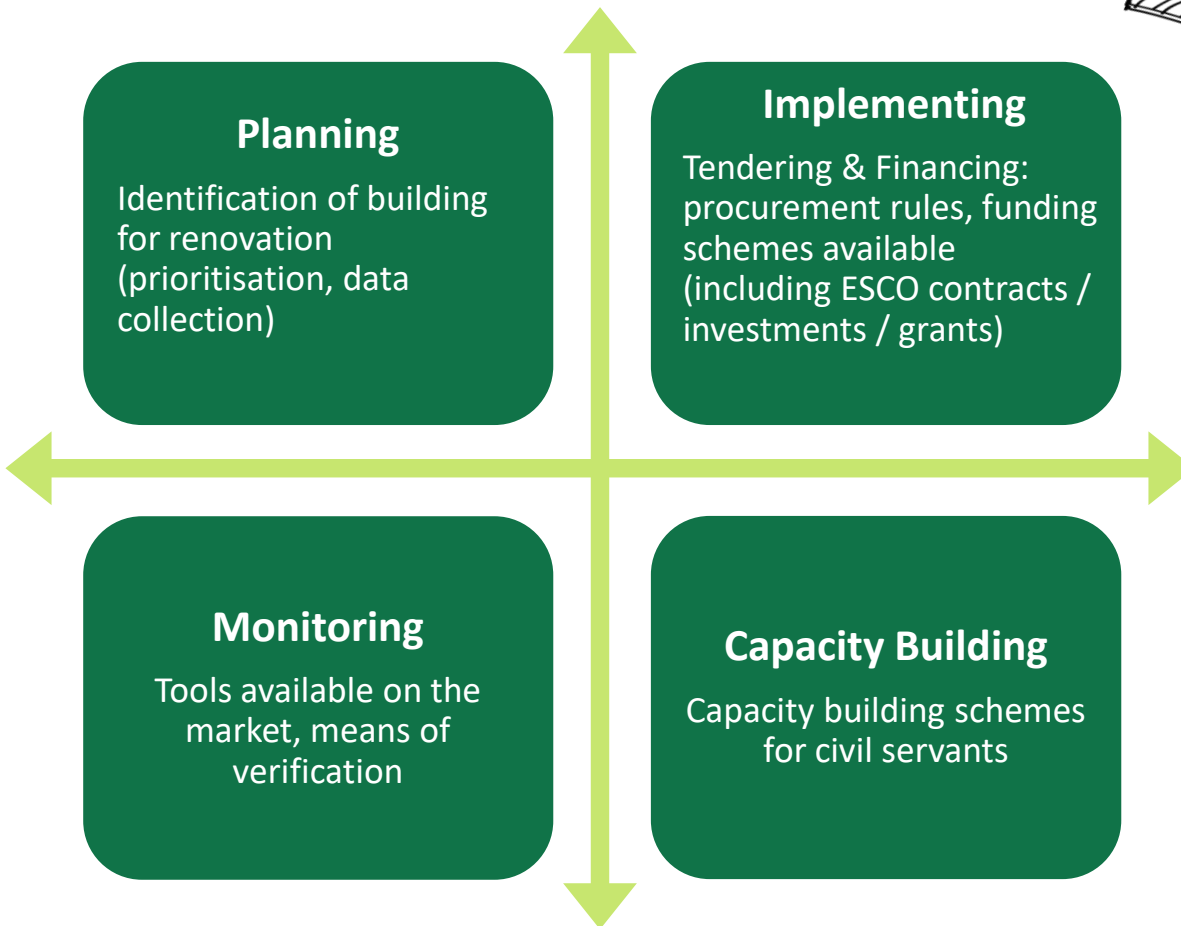 Planning
Identification of building
for renovation
(prioritisation, data
collection)
Implementing
Tendering & Financing:
procurement rules, funding
schemes available
(including ESCO contracts /
investments / grants)
Monitoring
Tools available on the
market, means of
verification
Capacity Building
Capacity building schemes
for civil servants